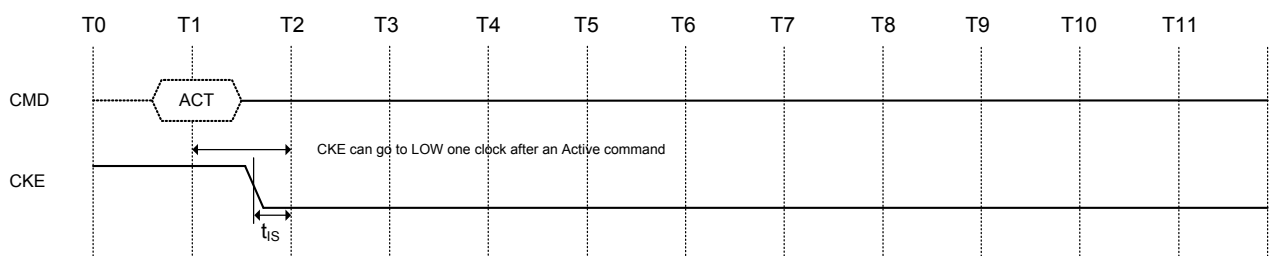 T0 T1 T2 T3 T4 T5 T6 T7 T8 T9 T10 T11
CMD ACT
CKE can go to LOW one clock after an Active command
CKE
tIS